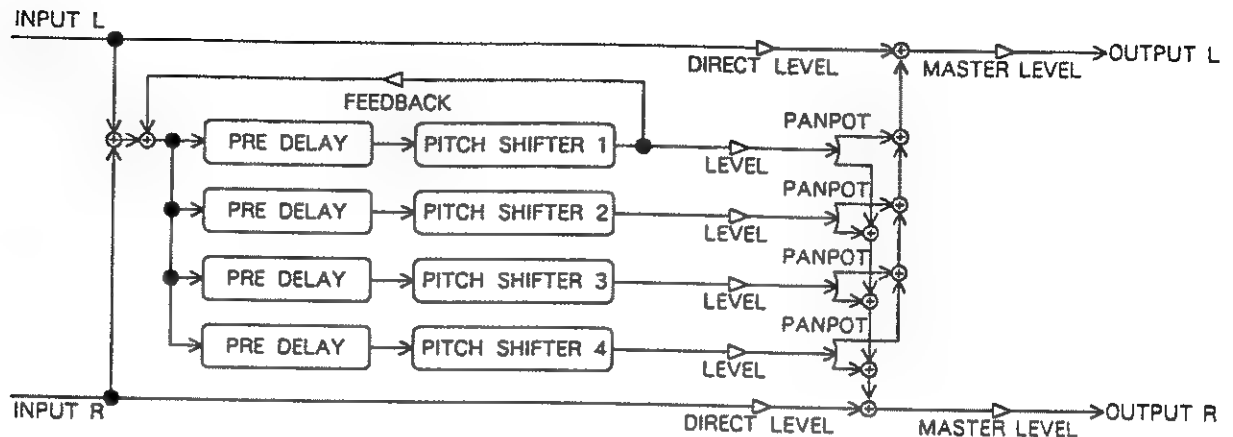 INPUT L
DIRECT LEVEL
MASTER LEVEL
OUTPUT L
FEEDBACK
PRE DELAY
PITCH SHIFTER 1
LEVEL
PANPOT
PRE DELAY
PITCH SHIFTER 2
LEVEL
PANPOT
PRE DELAY
PITCH SHIFTER 3
LEVEL
PANPOT
PRE DELAY
PITCH SHIFTER 4
LEVEL
PANPOT
INPUT R
DIRECT LEVEL
MASTER LEVEL
OUTPUT R